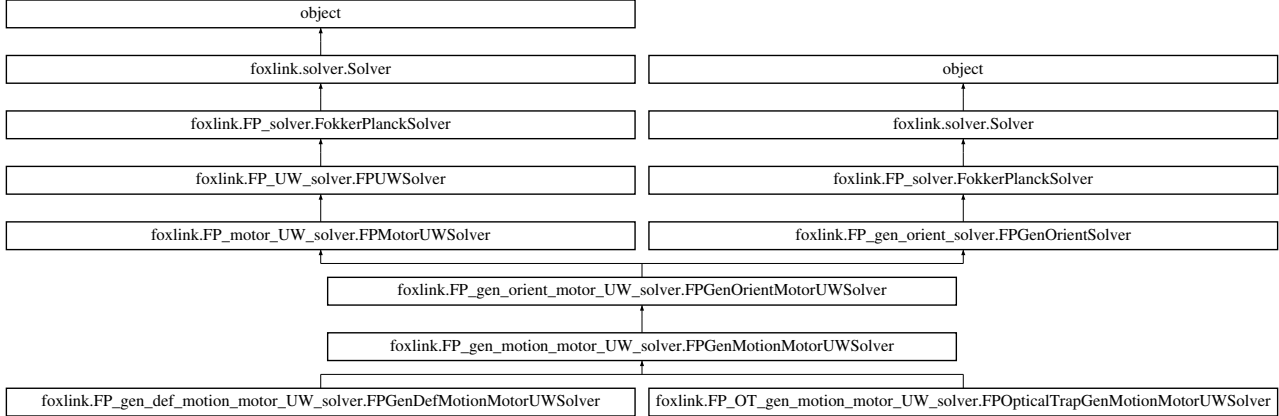 object
foxlink.solver.Solver
object
foxlink.FP_solver.FokkerPlanckSolver
foxlink.solver.Solver
foxlink.FP_UW_solver.FPUWSolver
foxlink.FP_solver.FokkerPlanckSolver
foxlink.FP_motor_UW_solver.FPMotorUWSolver
foxlink.FP_gen_orient_solver.FPGenOrientSolver
foxlink.FP_gen_orient_motor_UW_solver.FPGenOrientMotorUWSolver
foxlink.FP_gen_motion_motor_UW_solver.FPGenMotionMotorUWSolver
foxlink.FP_gen_def_motion_motor_UW_solver.FPGenDefMotionMotorUWSolver
foxlink.FP_OT_gen_motion_motor_UW_solver.FPOpticalTrapGenMotionMotorUWSolver